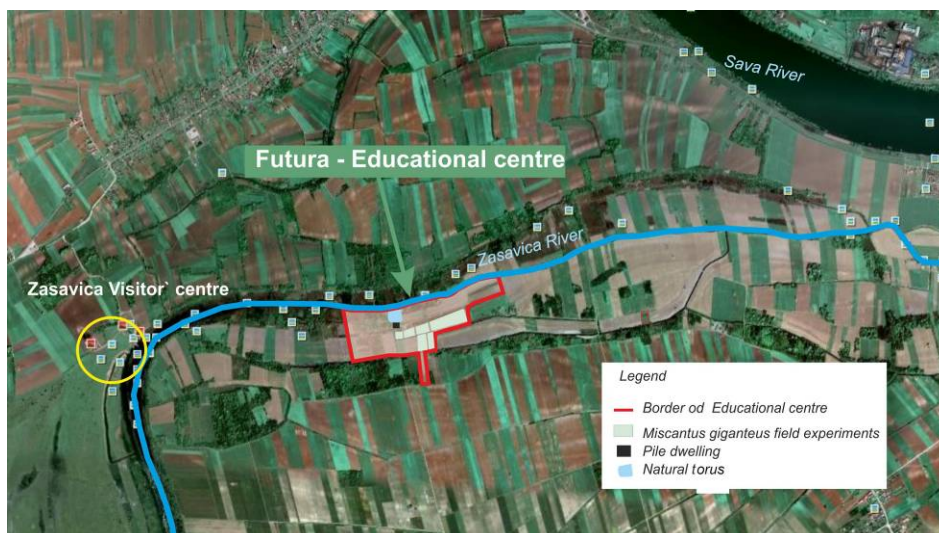 Sava River
Futura - Educational centre
Zasavica River
Zasavica Visitor` centre
Legend
Border od Educational centre
Miscantus giganteus field experiments
Pile dwelling
Natural torus